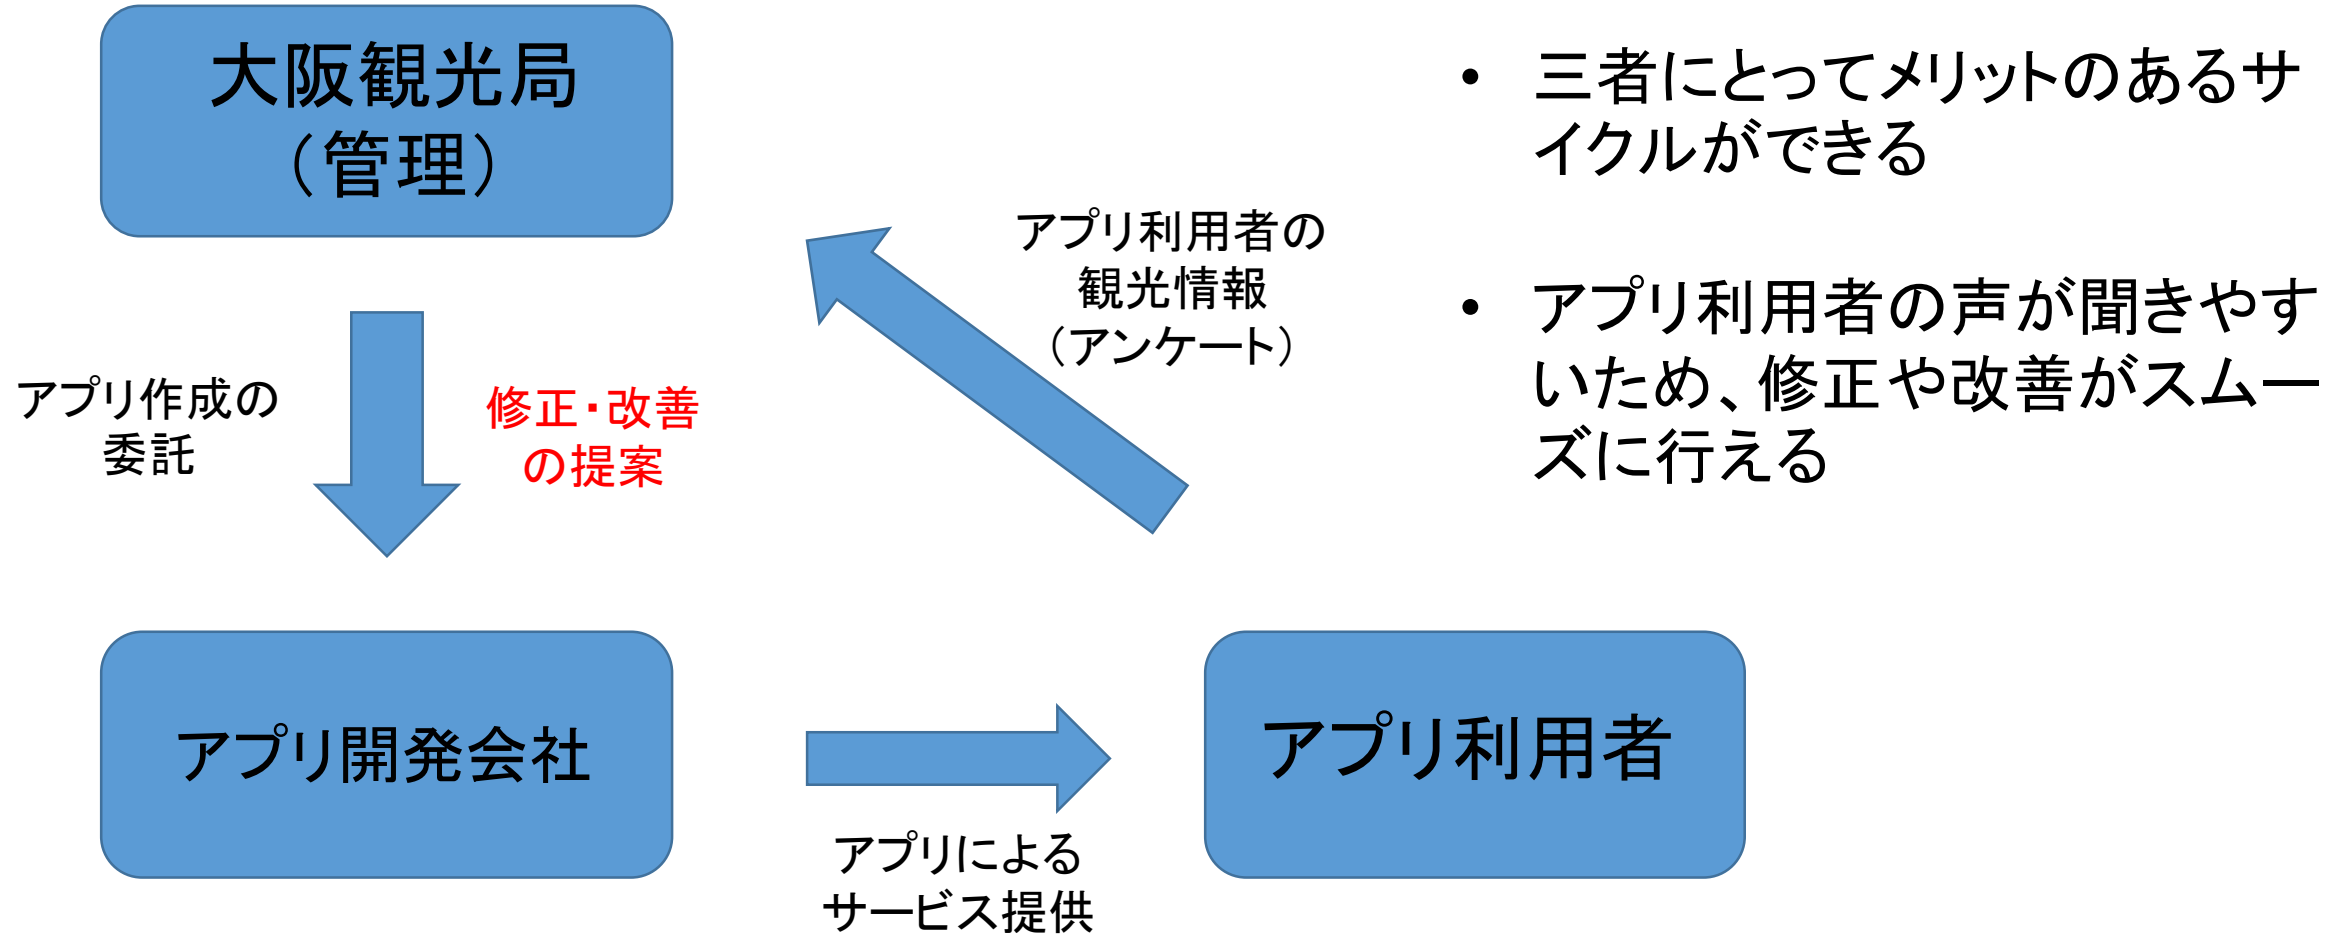 大阪観光局
（管理）
アプリ作成の
委託
修正・改善
の提案
アプリ利用者の
観光情報
（アンケート）
• 三者にとってメリットのあるサ
イクルができる
• アプリ利用者の声が聞きやす
いため、修正や改善がスムー
ズに行える
アプリ開発会社
アプリによる
サービス提供
アプリ利用者